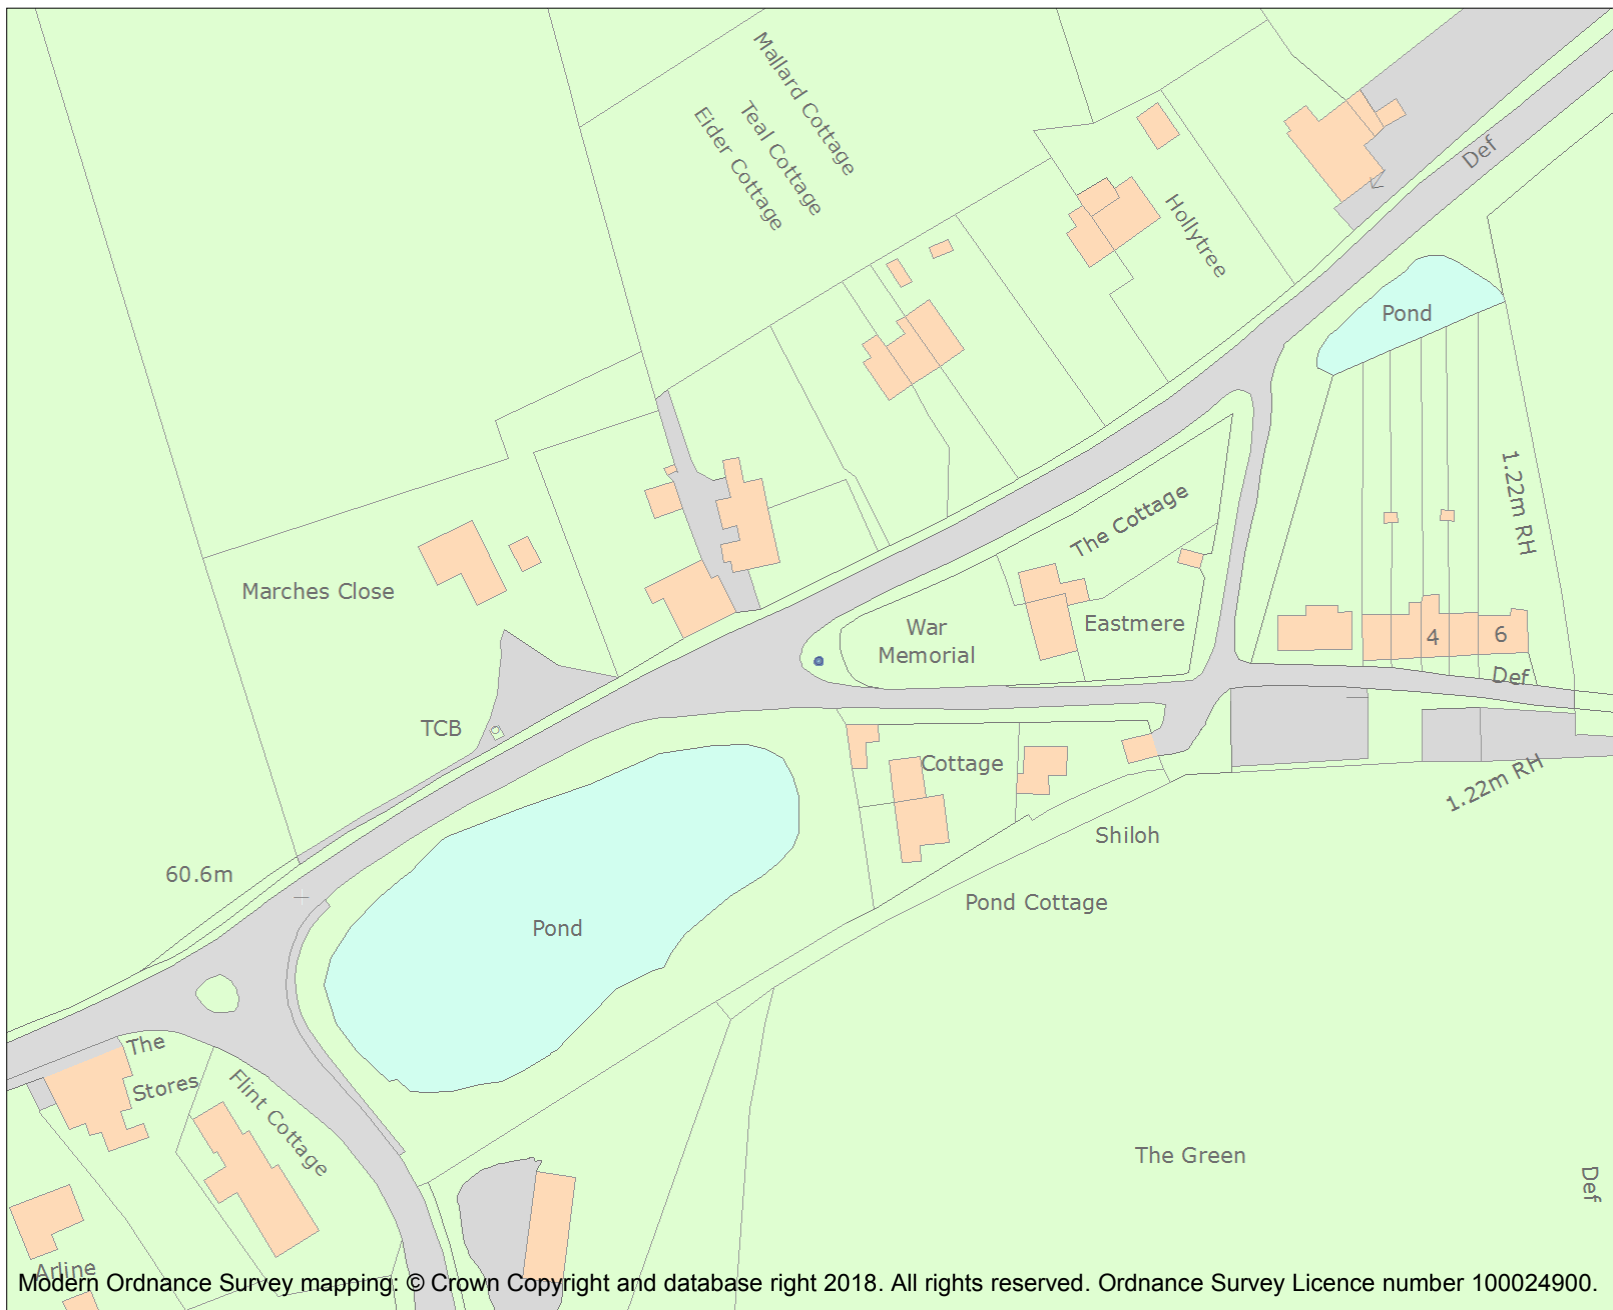 Mallard Cottage
Teal Cottage
Eider Cottage
Def
Hollytree
Pond
1.22m RH
The Cottage
Marches Close
War
Memorial
Eastmere
4
6
Def
TCB
Cottage
1.22m RH
Shiloh
60.6m
Pond Cottage
Pond
The
Stores
Flint Cottage
The Green
Def
Arline
Modern Ordnance Survey mapping: © Crown Copyright and database right 2018. All rights reserved. Ordnance Survey Licence number 100024900.